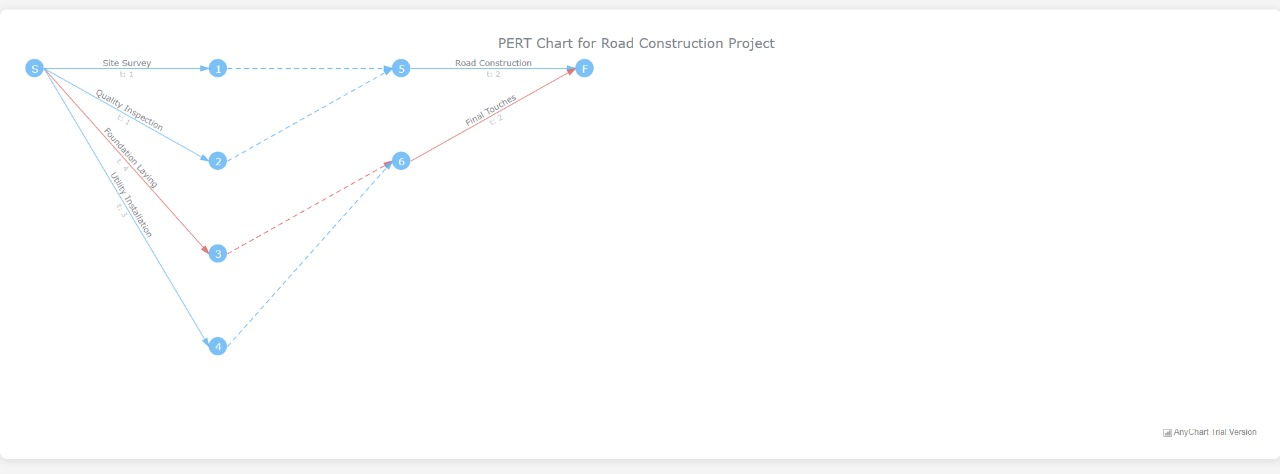 PERT Chart for Road Construction Project
S
Site Survey
t: 1
1
5
Road Construction
t: 2
F
Quality Inspection
t: 1
2
Final Touches
t: 2
6
Foundation Laying
t: 4
3
Utility Installation
t: 3
4
AnyChart Trial Version